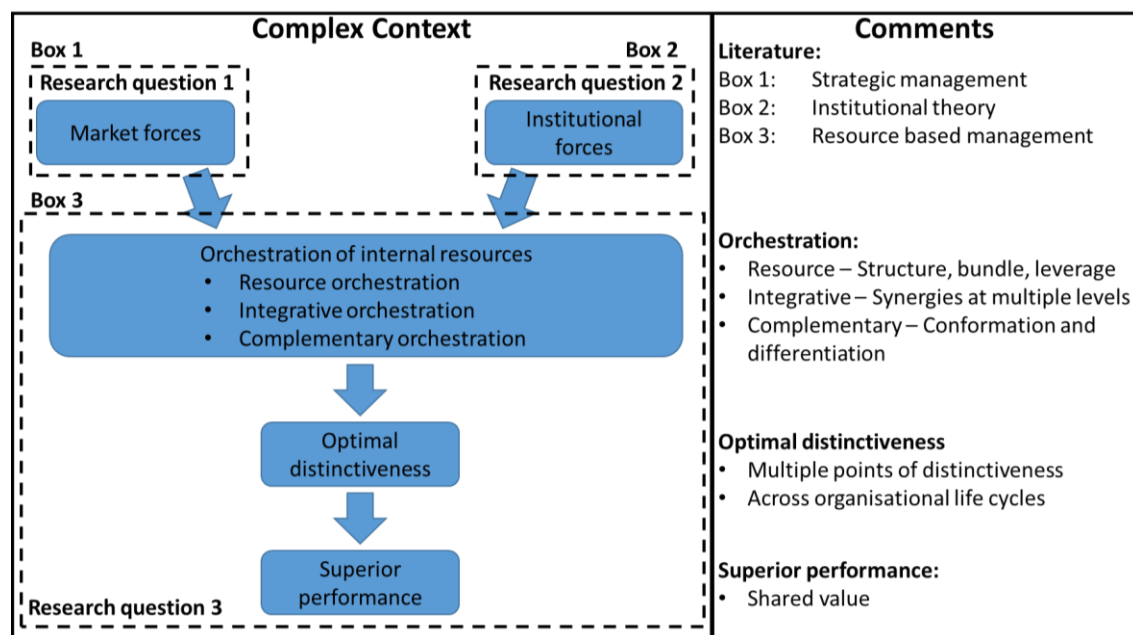 Complex Context
Box 1
Box 2
Research question 1
Market forces
Research question 2
Institutional
forces
Box 3
Orchestration of internal resources
• Resource orchestration
• Integrative orchestration
• Complementary orchestration
Optimal
distinctiveness
Superior
performance
Research question 3
Comments
Literature:
Box 1: Strategic management
Box 2: Institutional theory
Box 3: Resource based management
Orchestration:
• Resource – Structure, bundle, leverage
• Integrative – Synergies at multiple levels
• Complementary – Conformation and
differentiation
Optimal distinctiveness
• Multiple points of distinctiveness
• Across organisational life cycles
Superior performance:
• Shared value